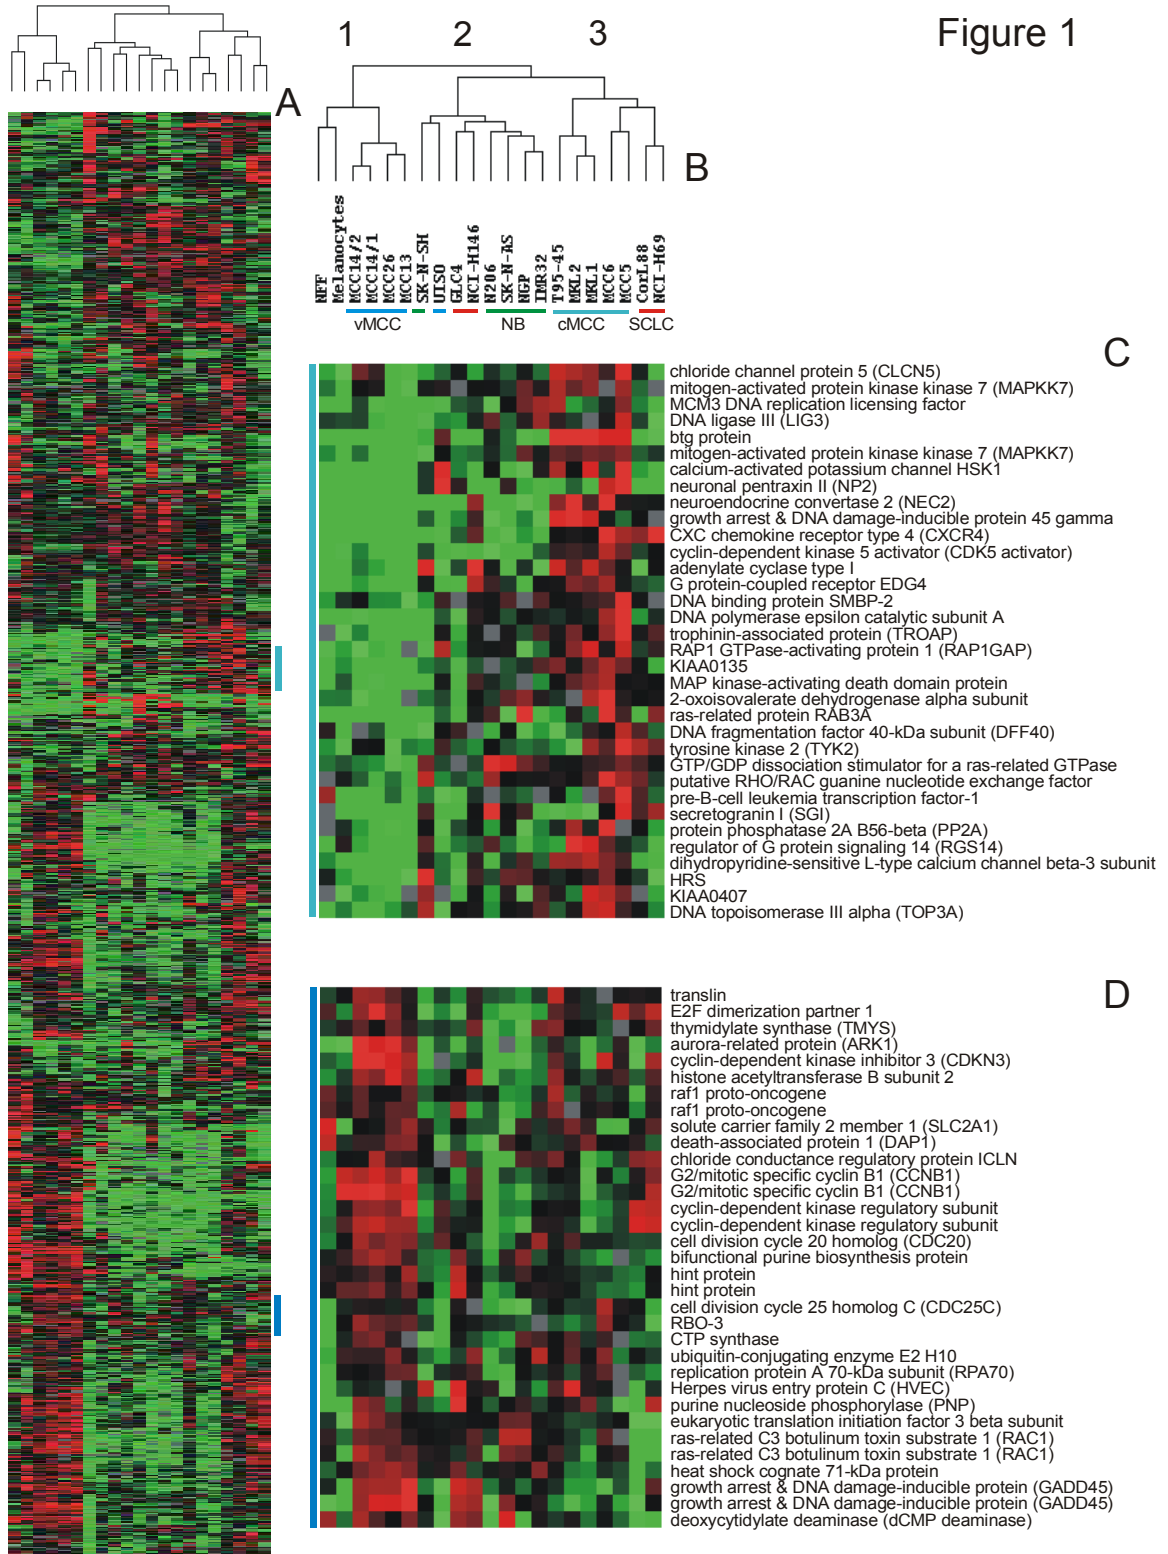 1 2 3 Figure 1
A
B
NFF
Melanocytes
MCC14/2
MCC14/1
MCC26
MCC13
SK-N-SH
UISO
GLC4
NCI-H146
N206
SK-N-AS
NGP
IMR32
T95-45
MKL2
MKL1
MCC6
MCC5
CorL88
NCI-H69
vMCC NB cMCC SCLC
C
chloride channel protein 5 (CLCN5)
mitogen-activated protein kinase kinase 7 (MAPKK7)
MCM3 DNA replication licensing factor
DNA ligase III (LIG3)
btg protein
mitogen-activated protein kinase kinase 7 (MAPKK7)
calcium-activated potassium channel HSK1
neuronal pentraxin II (NP2)
neuroendocrine convertase 2 (NEC2)
growth arrest & DNA damage-inducible protein 45 gamma
CXC chemokine receptor type 4 (CXCR4)
cyclin-dependent kinase 5 activator (CDK5 activator)
adenylate cyclase type I
G protein-coupled receptor EDG4
DNA binding protein SMBP-2
DNA polymerase epsilon catalytic subunit A
trophinin-associated protein (TROAP)
RAP1 GTPase-activating protein 1 (RAP1GAP)
KIAA0135
MAP kinase-activating death domain protein
2-oxoisovalerate dehydrogenase alpha subunit
ras-related protein RAB3A
DNA fragmentation factor 40-kDa subunit (DFF40)
tyrosine kinase 2 (TYK2)
GTP/GDP dissociation stimulator for a ras-related GTPase
putative RHO/RAC guanine nucleotide exchange factor
pre-B-cell leukemia transcription factor-1
secretogranin I (SGI)
protein phosphatase 2A B56-beta (PP2A)
regulator of G protein signaling 14 (RGS14)
dihydropyridine-sensitive L-type calcium channel beta-3 subunit
HRS
KIAA0407
DNA topoisomerase III alpha (TOP3A)
D
translin
E2F dimerization partner 1
thymidylate synthase (TMYS)
aurora-related protein (ARK1)
cyclin-dependent kinase inhibitor 3 (CDKN3)
histone acetyltransferase B subunit 2
raf1 proto-oncogene
raf1 proto-oncogene
solute carrier family 2 member 1 (SLC2A1)
death-associated protein 1 (DAP1)
chloride conductance regulatory protein ICLN
G2/mitotic specific cyclin B1 (CCNB1)
G2/mitotic specific cyclin B1 (CCNB1)
cyclin-dependent kinase regulatory subunit
cyclin-dependent kinase regulatory subunit
cell division cycle 20 homolog (CDC20)
bifunctional purine biosynthesis protein
hint protein
hint protein
cell division cycle 25 homolog C (CDC25C)
RBO-3
CTP synthase
ubiquitin-conjugating enzyme E2 H10
replication protein A 70-kDa subunit (RPA70)
Herpes virus entry protein C (HVEC)
purine nucleoside phosphorylase (PNP)
eukaryotic translation initiation factor 3 beta subunit
ras-related C3 botulinum toxin substrate 1 (RAC1)
ras-related C3 botulinum toxin substrate 1 (RAC1)
heat shock cognate 71-kDa protein
growth arrest & DNA damage-inducible protein (GADD45)
growth arrest & DNA damage-inducible protein (GADD45)
deoxycytidylate deaminase (dCMP deaminase)